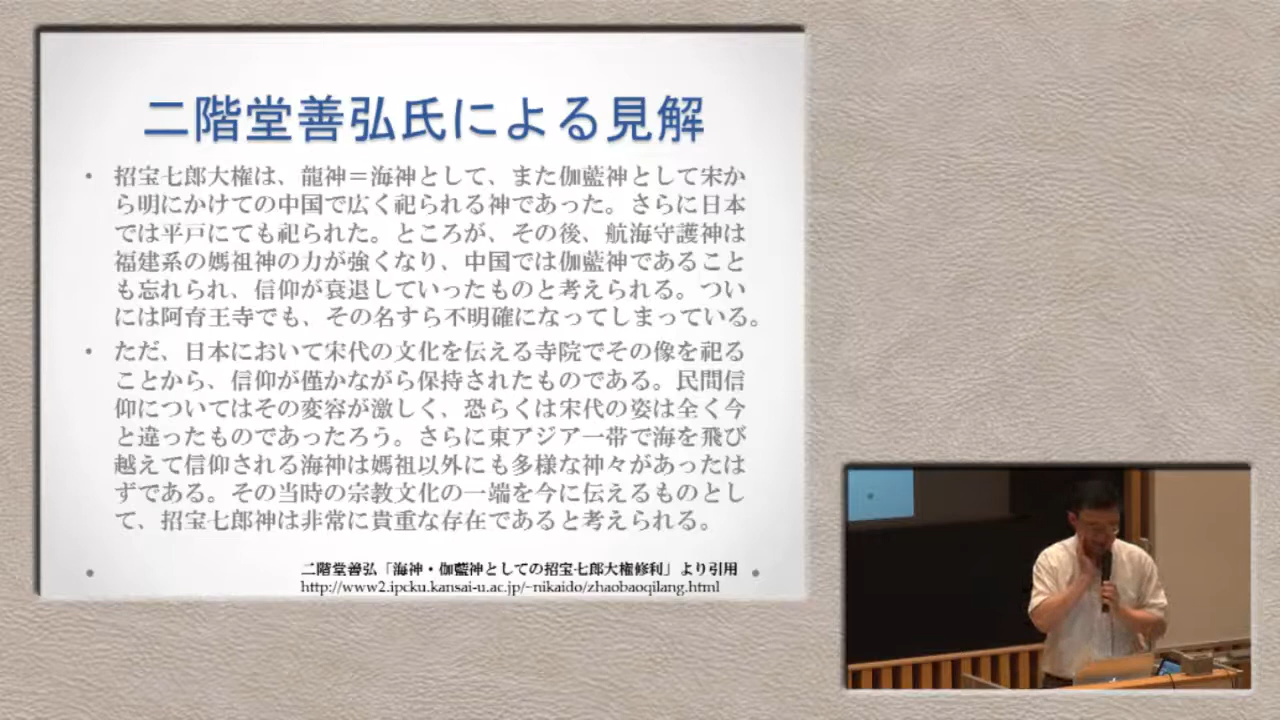 二階堂善弘氏による見解
• 招宝七郎大権は、龍神＝海神として、また伽藍神として宋か
ら明にかけての中国で広く祀られる神であった。さらに日本
では平戸にても祀られた。ところが、その後、航海守護神は
福建系の媽祖神の力が強くなり、中国では伽藍神であること
も忘れられ、信仰が衰退していったものと考えられる。つい
には阿育王寺でも、その名すら不明確になってしまっている。
• ただ、日本において宋代の文化を伝える寺院でその像を祀る
ことから、信仰が僅かながら保持されたものである。民間信
仰についてはその変容が激しく、恐らくは宋代の姿は全く今
と違ったものであったろう。さらに東アジア一帯で海を飛び
越えて信仰される海神は媽祖以外にも多様な神々があったは
ずである。その当時の宗教文化の一端を今に伝えるものとし
て、招宝七郎神は非常に貴重な存在であると考えられる。
二階堂善弘「海神・伽藍神としての招宝七郎大権修利」より引用
http://www2.ipcku.kansai-u.ac.jp/~nikaido/zhaobaoqilang.html